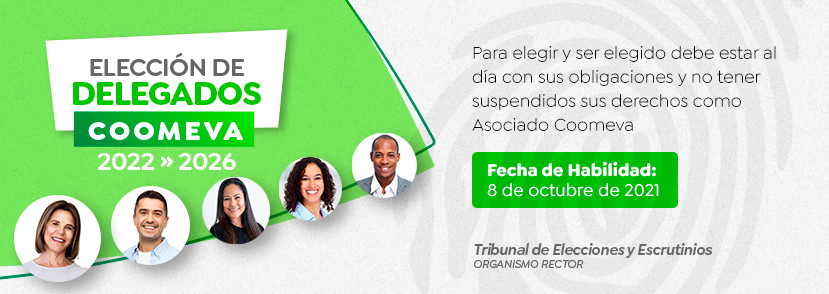 ELECCIÓN DE
DELEGADOS
COOMEVA
2022 » 2026
Para elegir y ser elegido debe estar al
día con sus obligaciones y no tener
suspendidos sus derechos como
Asociado Coomeva
Fecha de Habilidad:
8 de octubre de 2021
Tribunal de Elecciones y Escrutinios
ORGANISMO RECTOR